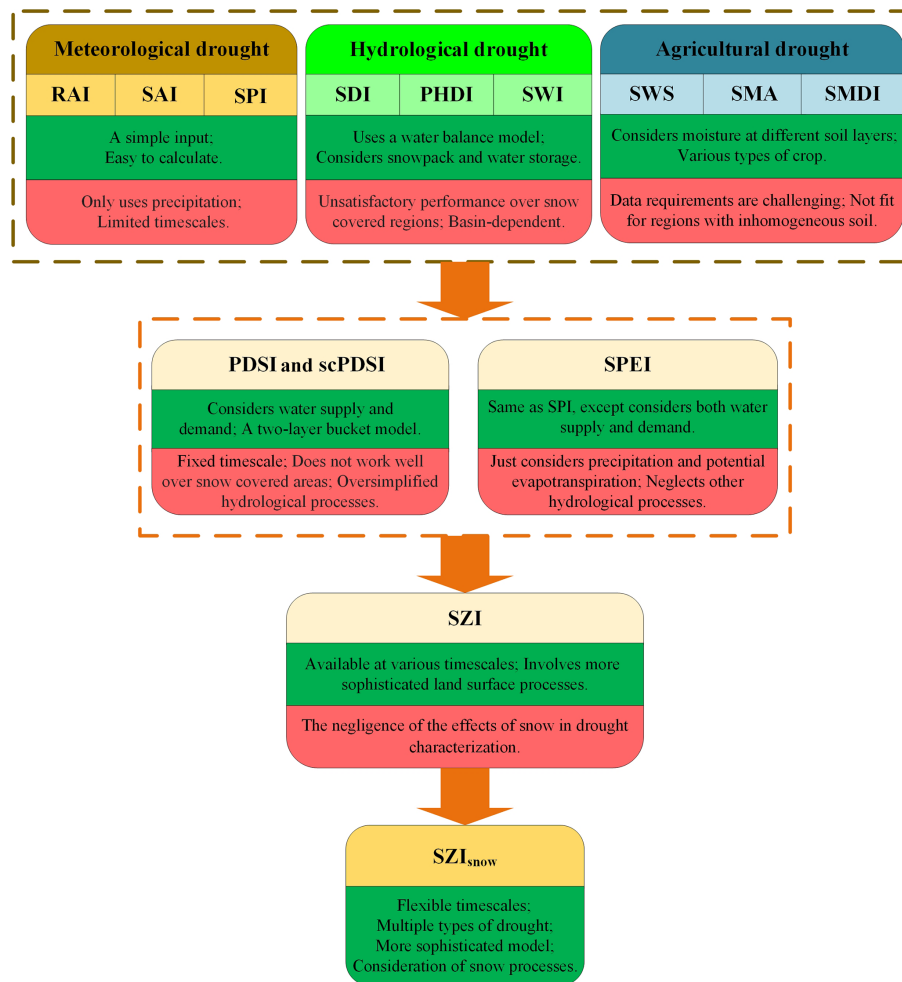 Meteorological drought
RAI
SAI
SPI
A simple input;
Easy to calculate.
Only uses precipitation;
Limited timescales.
Hydrological drought
SDI
PHDI
SWI
Uses a water balance model;
Considers snowpack and water storage.
Unsatisfactory performance over snow
covered regions; Basin-dependent.
Agricultural drought
SWS
SMA
SMDI
Considers moisture at different soil layers;
Various types of crop.
Data requirements are challenging; Not fit
for regions with inhomogeneous soil.
PDSI and scPDSI
Considers water supply and
demand; A two-layer bucket model.
Fixed timescale; Does not work well
over snow covered areas; Oversimplified
hydrological processes.
SPEI
Same as SPI, except considers both water
supply and demand.
Just considers precipitation and potential
evapotranspiration; Neglects other
hydrological processes.
SZI
Available at various timescales; Involves more
sophisticated land surface processes.
The negligence of the effects of snow in drought
characterization.
SZIsnow
Flexible timescales;
Multiple types of drought;
More sophisticated model;
Consideration of snow processes.